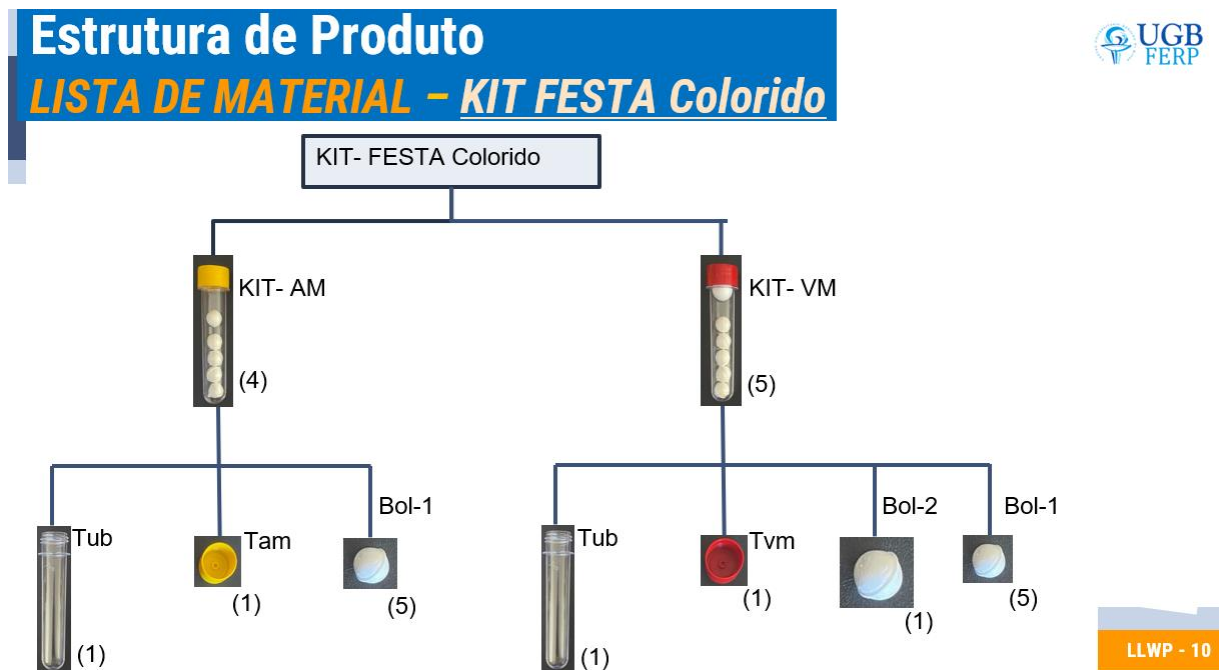 Estrutura de Produto
LISTA DE MATERIAL – KIT FESTA Colorido
UGB
FERP
KIT- FESTA Colorido
KIT- AM
(4)
KIT- VM
(5)
Tub
(1)
Tam
(1)
Bol-1
(5)
Tub
(1)
Tvm
(1)
Bol-2
(1)
Bol-1
(5)
LLWP - 10